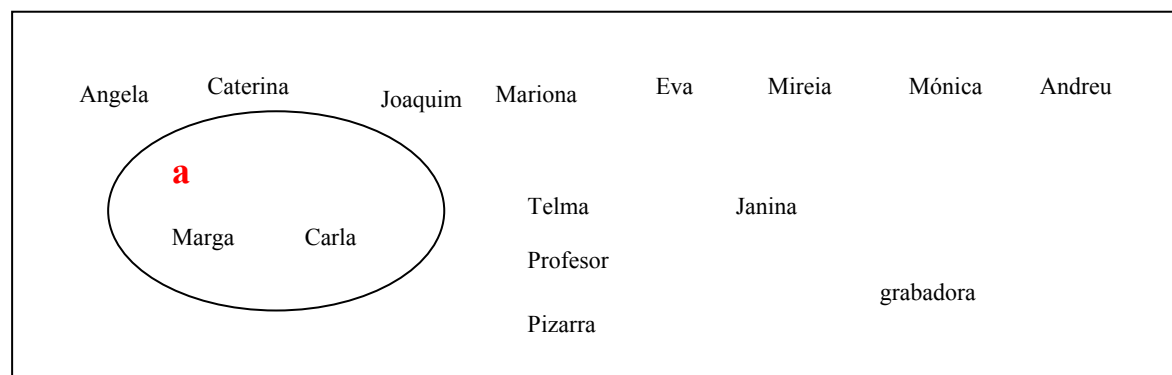 Angela Caterina Joaquim Mariona Eva Mireia Mónica Andreu
a
Telma Janina
Marga Carla
Profesor
grabadora
Pizarra